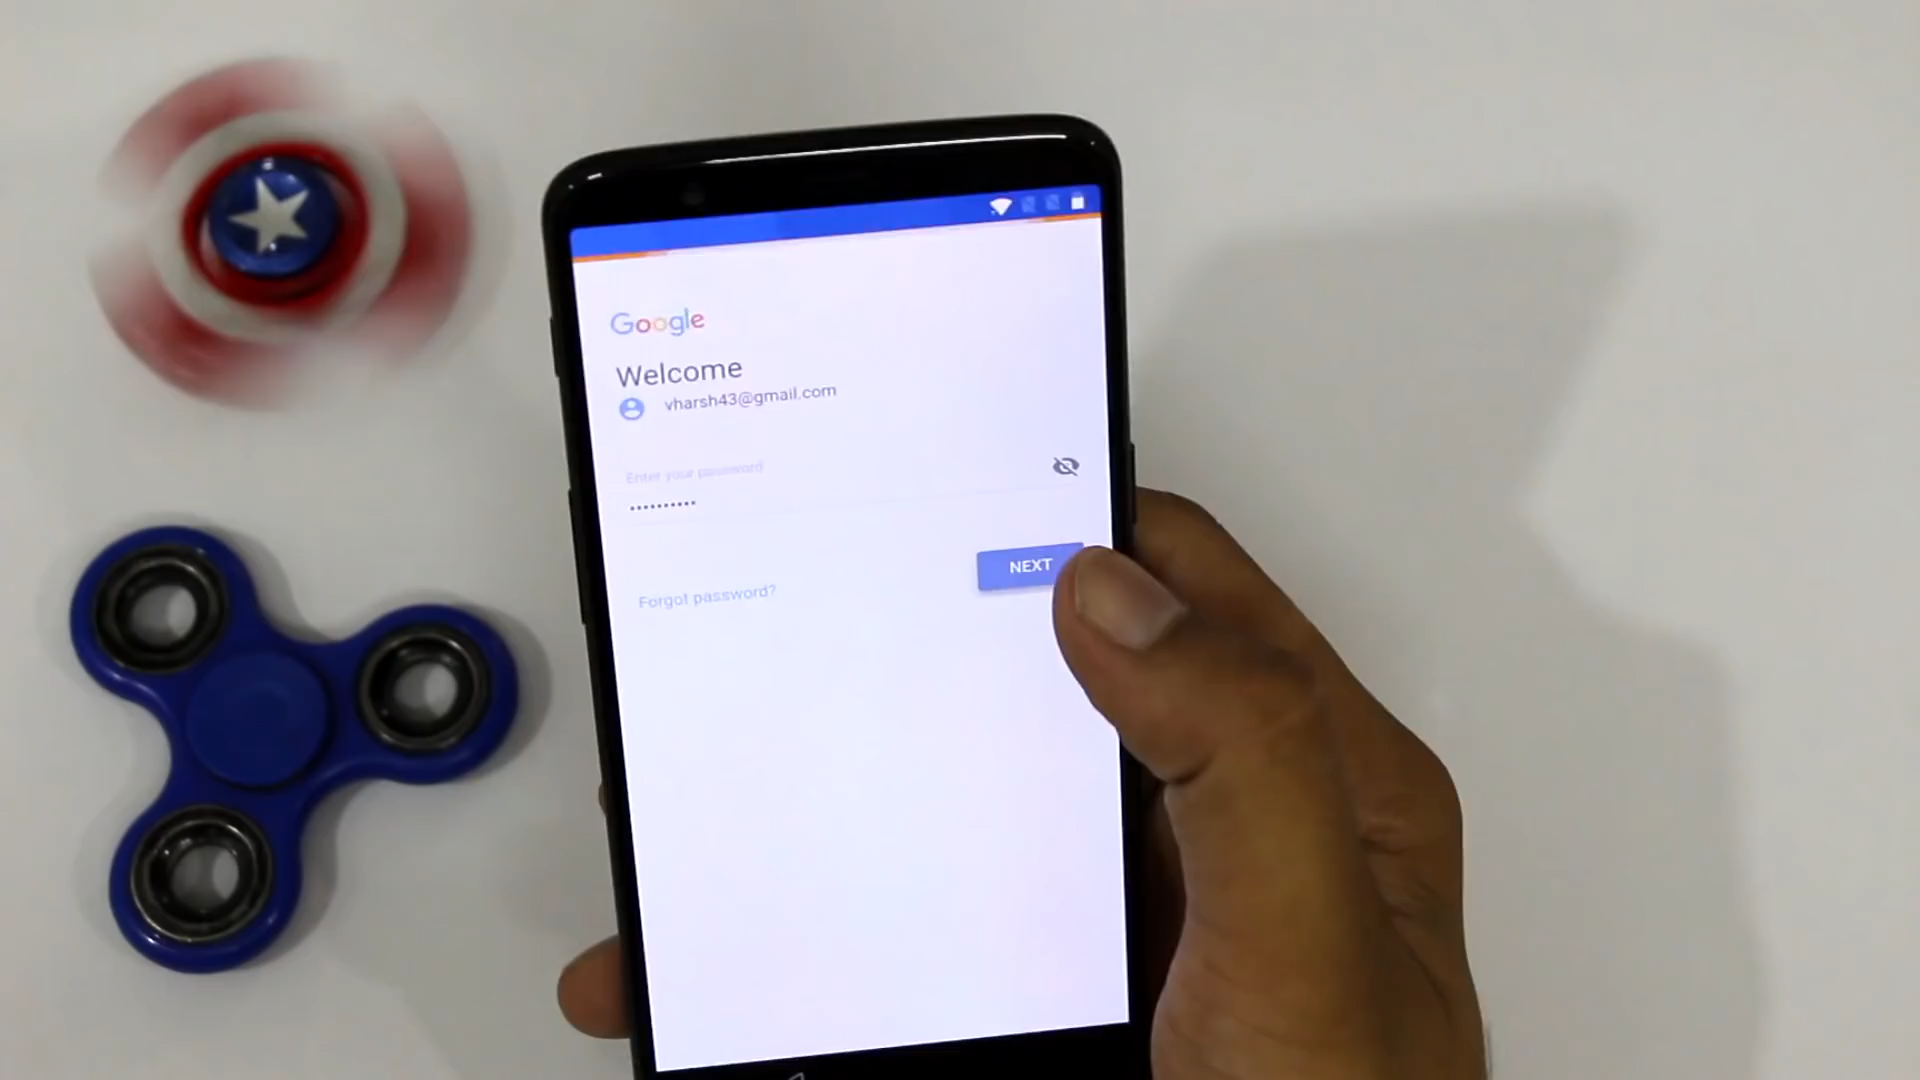 Google
Welcome
vharsh43@gmail.com
Enter your password
••••••••••
NEXT
Forgot password?